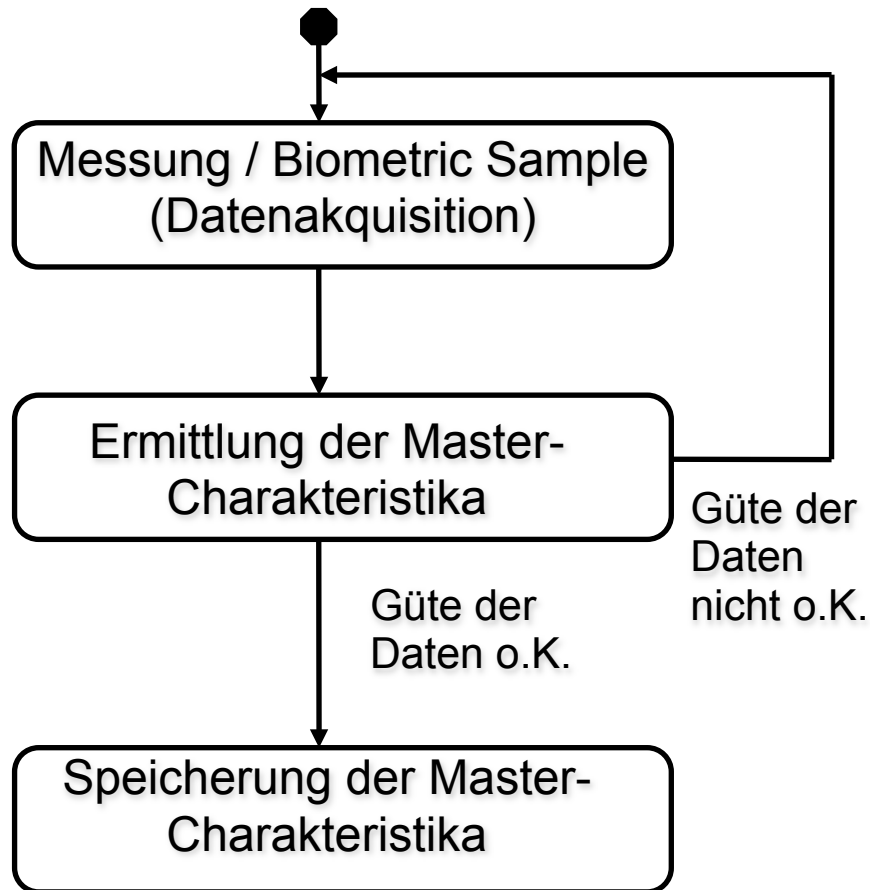 Messung / Biometric Sample
(Datenakquisition)
Ermittlung der Master-
Charakteristika
Güte der
Daten
nicht o.K.
Güte der
Daten o.K.
Speicherung der Master-
Charakteristika